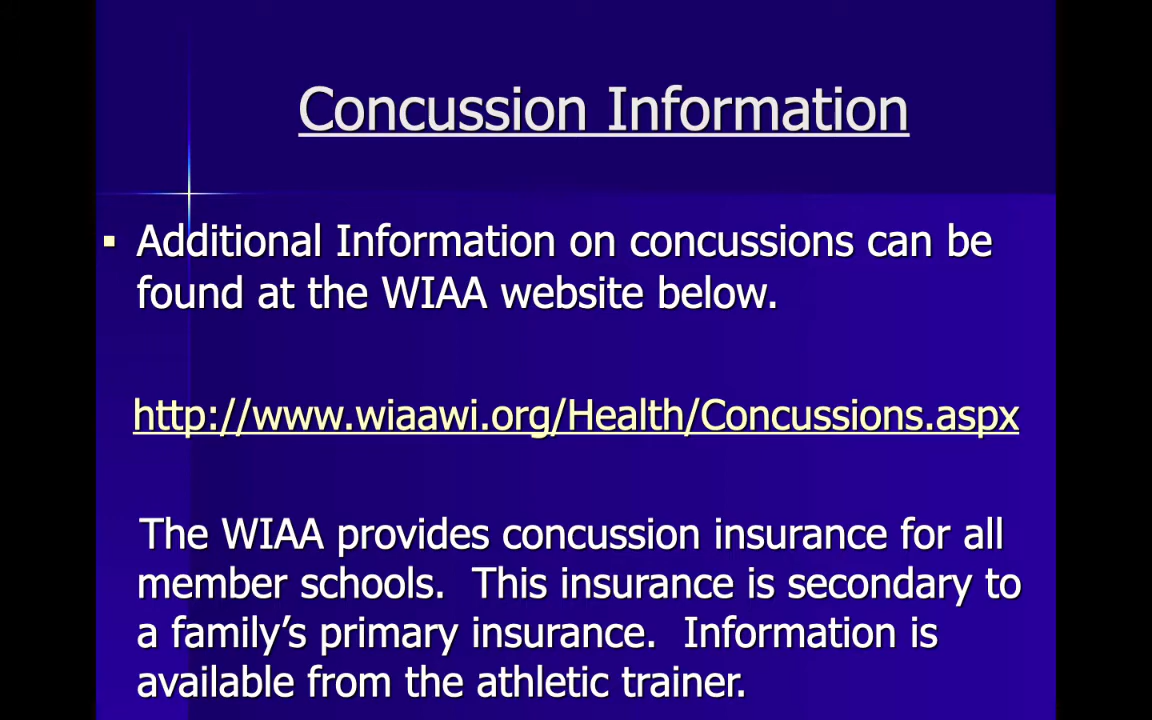 Concussion Information
▪ Additional Information on concussions can be
found at the WIAA website below.
http://www.wiaawi.org/Health/Concussions.aspx
The WIAA provides concussion insurance for all
member schools.  This insurance is secondary to
a family’s primary insurance.  Information is
available from the athletic trainer.